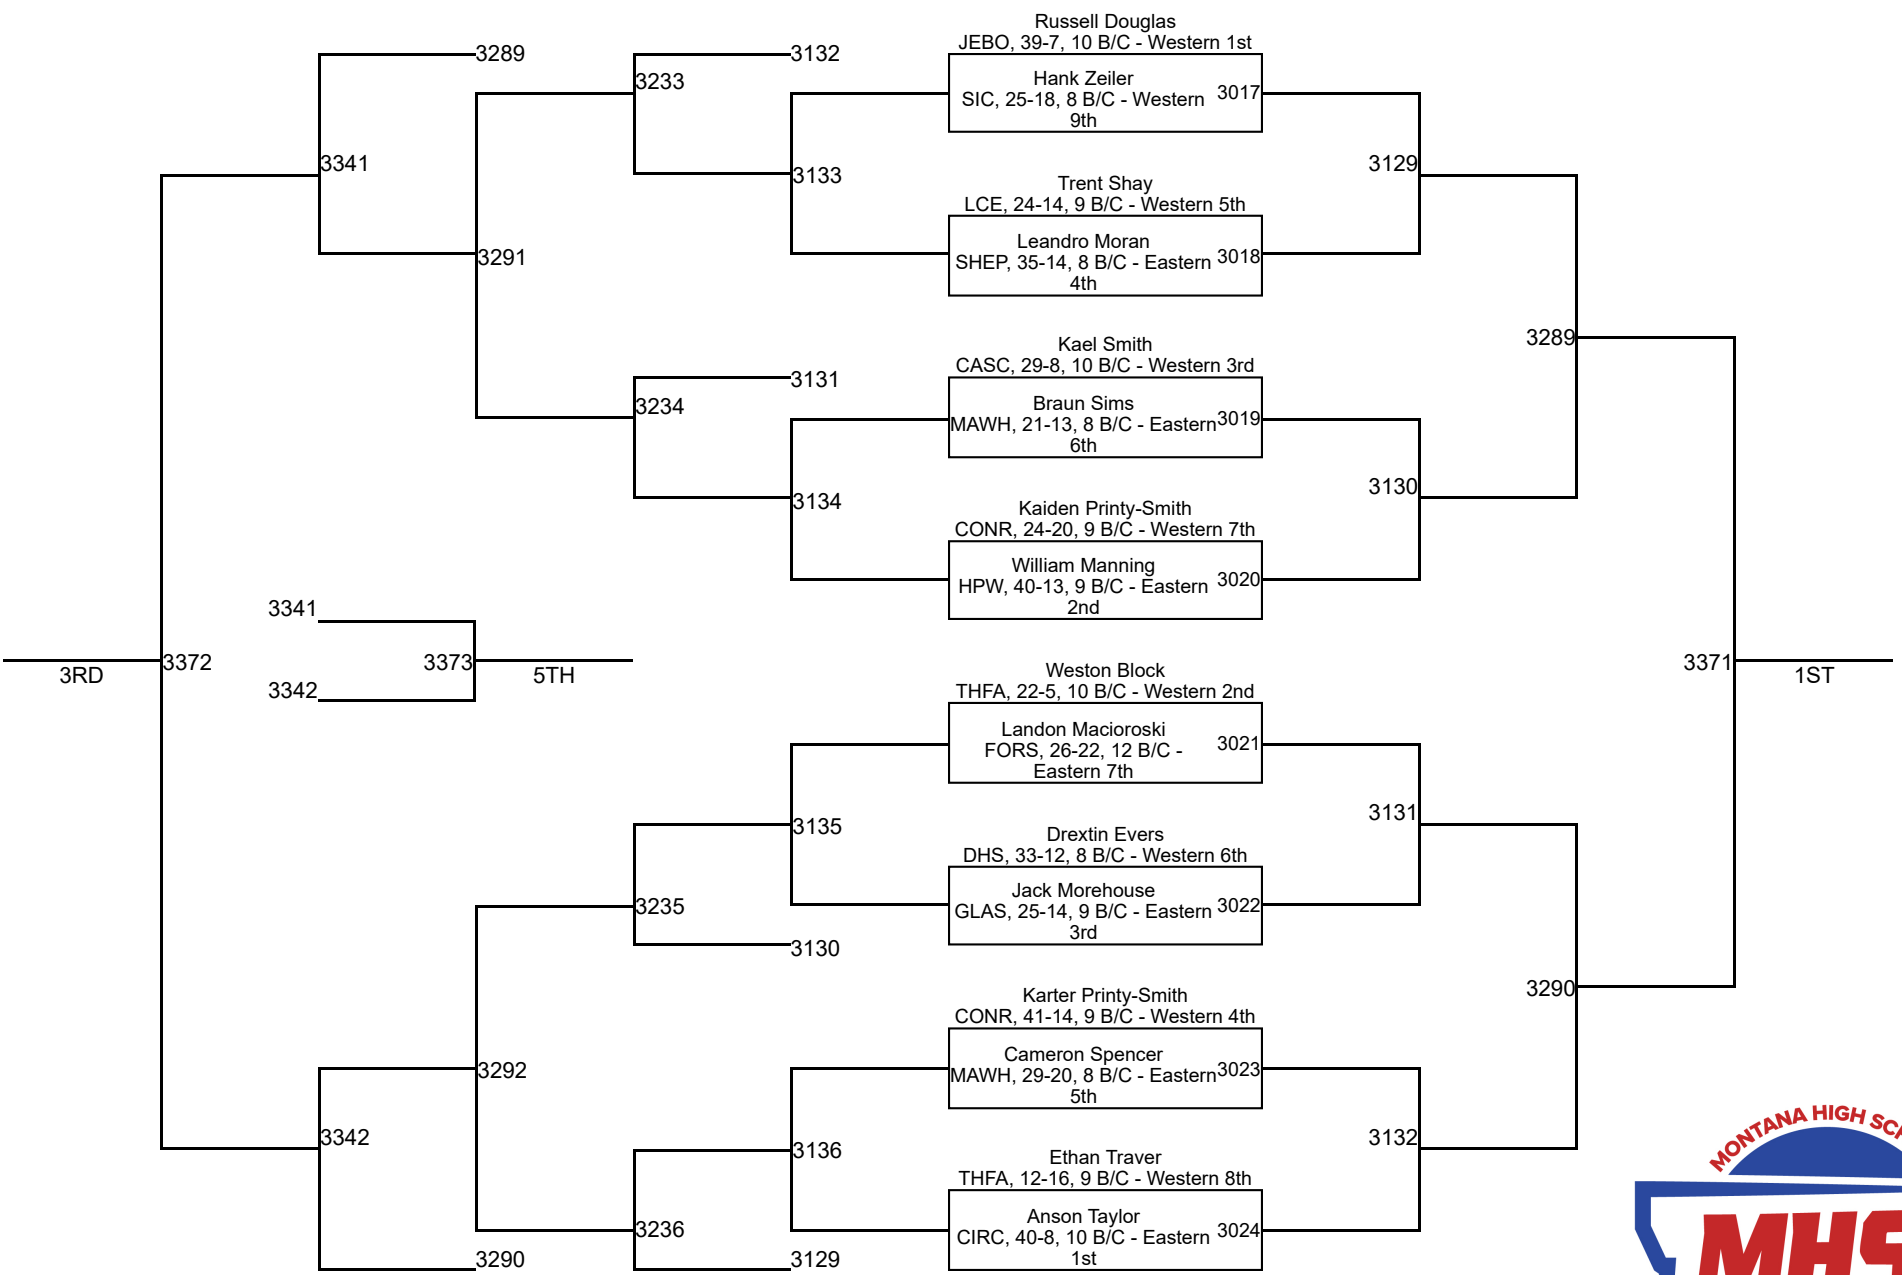 Russell Douglas
JEBO, 39-7, 10 B/C - Western 1st
Hank Zeiler
SIC, 25-18, 8 B/C - Western
9th
3017
Trent Shay
LCE, 24-14, 9 B/C - Western 5th
Leandro Moran
SHEP, 35-14, 8 B/C - Eastern
4th
3018
Kael Smith
CASC, 29-8, 10 B/C - Western 3rd
Braun Sims
MAWH, 21-13, 8 B/C - Eastern
6th
3019
Kaiden Printy-Smith
CONR, 24-20, 9 B/C - Western 7th
William Manning
HPW, 40-13, 9 B/C - Eastern
2nd
3020
Weston Block
THFA, 22-5, 10 B/C - Western 2nd
Landon Macioroski
FORS, 26-22, 12 B/C -
Eastern 7th
3021
Drextin Evers
DHS, 33-12, 8 B/C - Western 6th
Jack Morehouse
GLAS, 25-14, 9 B/C - Eastern
3rd
3022
Karter Printy-Smith
CONR, 41-14, 9 B/C - Western 4th
Cameron Spencer
MAWH, 29-20, 8 B/C - Eastern
5th
3023
Ethan Traver
THFA, 12-16, 9 B/C - Western 8th
Anson Taylor
CIRC, 40-8, 10 B/C - Eastern
1st
3024
3129
3130
3131
3132
3289
3290
3371
1ST
3132
3133
3131
3134
3135
3130
3136
3129
3233
3234
3235
3236
3289
3291
3292
3290
3341
3342
3372
3RD
3341
3342
3373
5TH
MONTANA HIGH
MHS